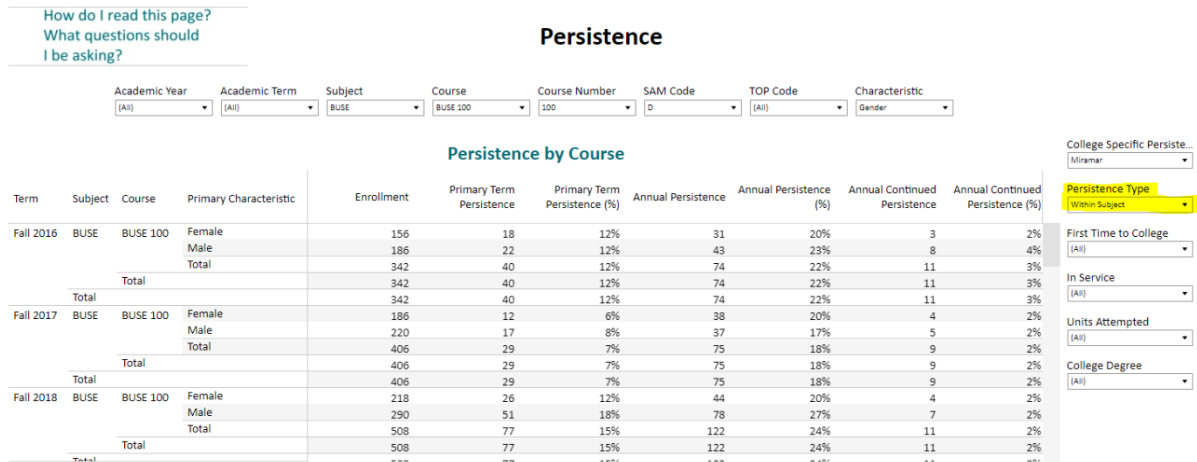 How do I read this page?
What questions should
I be asking?
Persistence
Academic Year Academic Term Subject Course Course Number SAM Code TOP Code Characteristic
(All) (All) BUSE BUSE 100 100 D (All) Gender
Persistence by Course
College Specific Persiste...
Miramar
Persistence Type
Within Subject
First Time to College
(All)
In Service
(All)
Units Attempted
(All)
College Degree
(All)
Term Subject Course Primary Characteristic Enrollment Primary Term Persistence Primary Term Persistence (%) Annual Persistence Annual Persistence (%) Annual Continued Persistence Annual Continued Persistence (%)
Fall 2016 BUSE BUSE 100 Female 156 18 12% 31 20% 3 2%
Male 186 22 12% 43 23% 8 4%
Total 342 40 12% 74 22% 11 3%
Total 342 40 12% 74 22% 11 3%
Total 342 40 12% 74 22% 11 3%
Fall 2017 BUSE BUSE 100 Female 186 12 6% 38 20% 4 2%
Male 220 17 8% 37 17% 5 2%
Total 406 29 7% 75 18% 9 2%
Total 406 29 7% 75 18% 9 2%
Total 406 29 7% 75 18% 9 2%
Fall 2018 BUSE BUSE 100 Female 218 26 12% 44 20% 4 2%
Male 290 51 18% 78 27% 7 2%
Total 508 77 15% 122 24% 11 2%
Total 508 77 15% 122 24% 11 2%